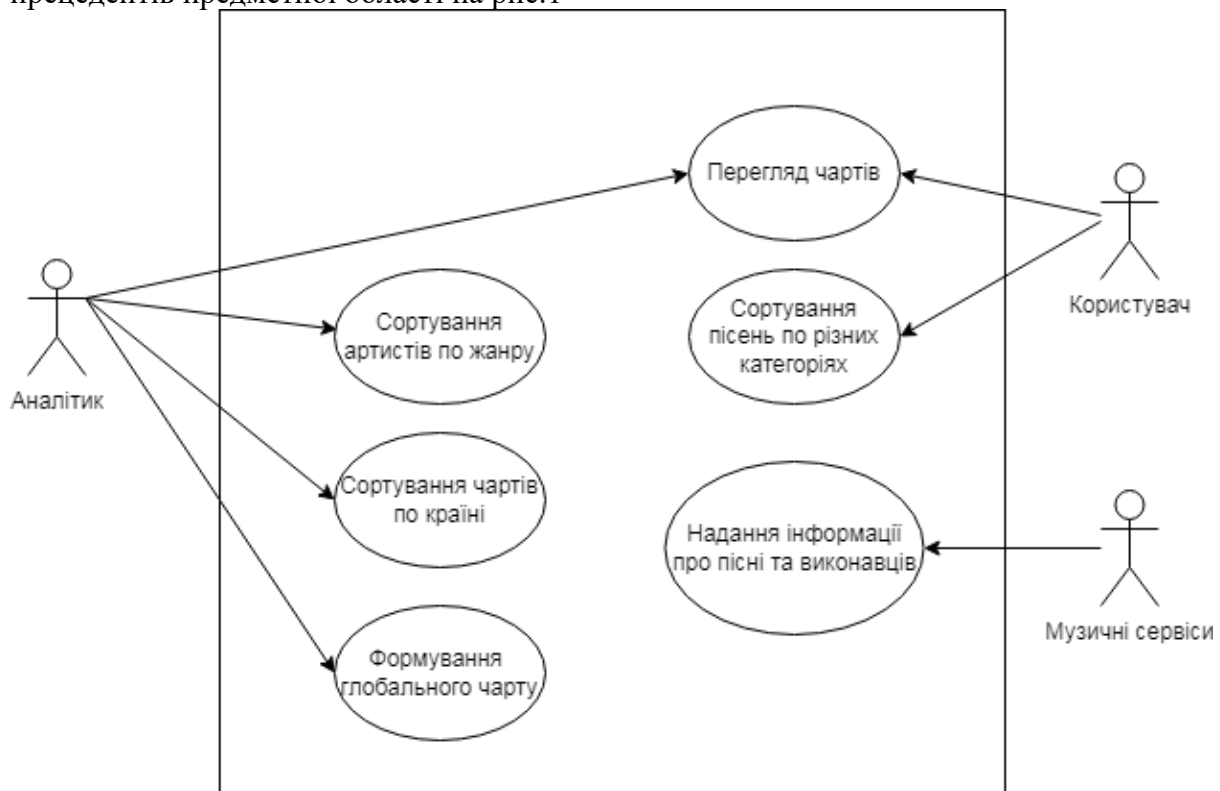 прецедентів предметної області на рис.1
Перегляд чартів
Користувач
Сортування
артистів по жанру
Сортування
пісень по різних
категоріях
Аналітик
Сортування чартів
по країні
Надання інформації
про пісні та виконавців
Музичні сервіси
Формування
глобального чарту